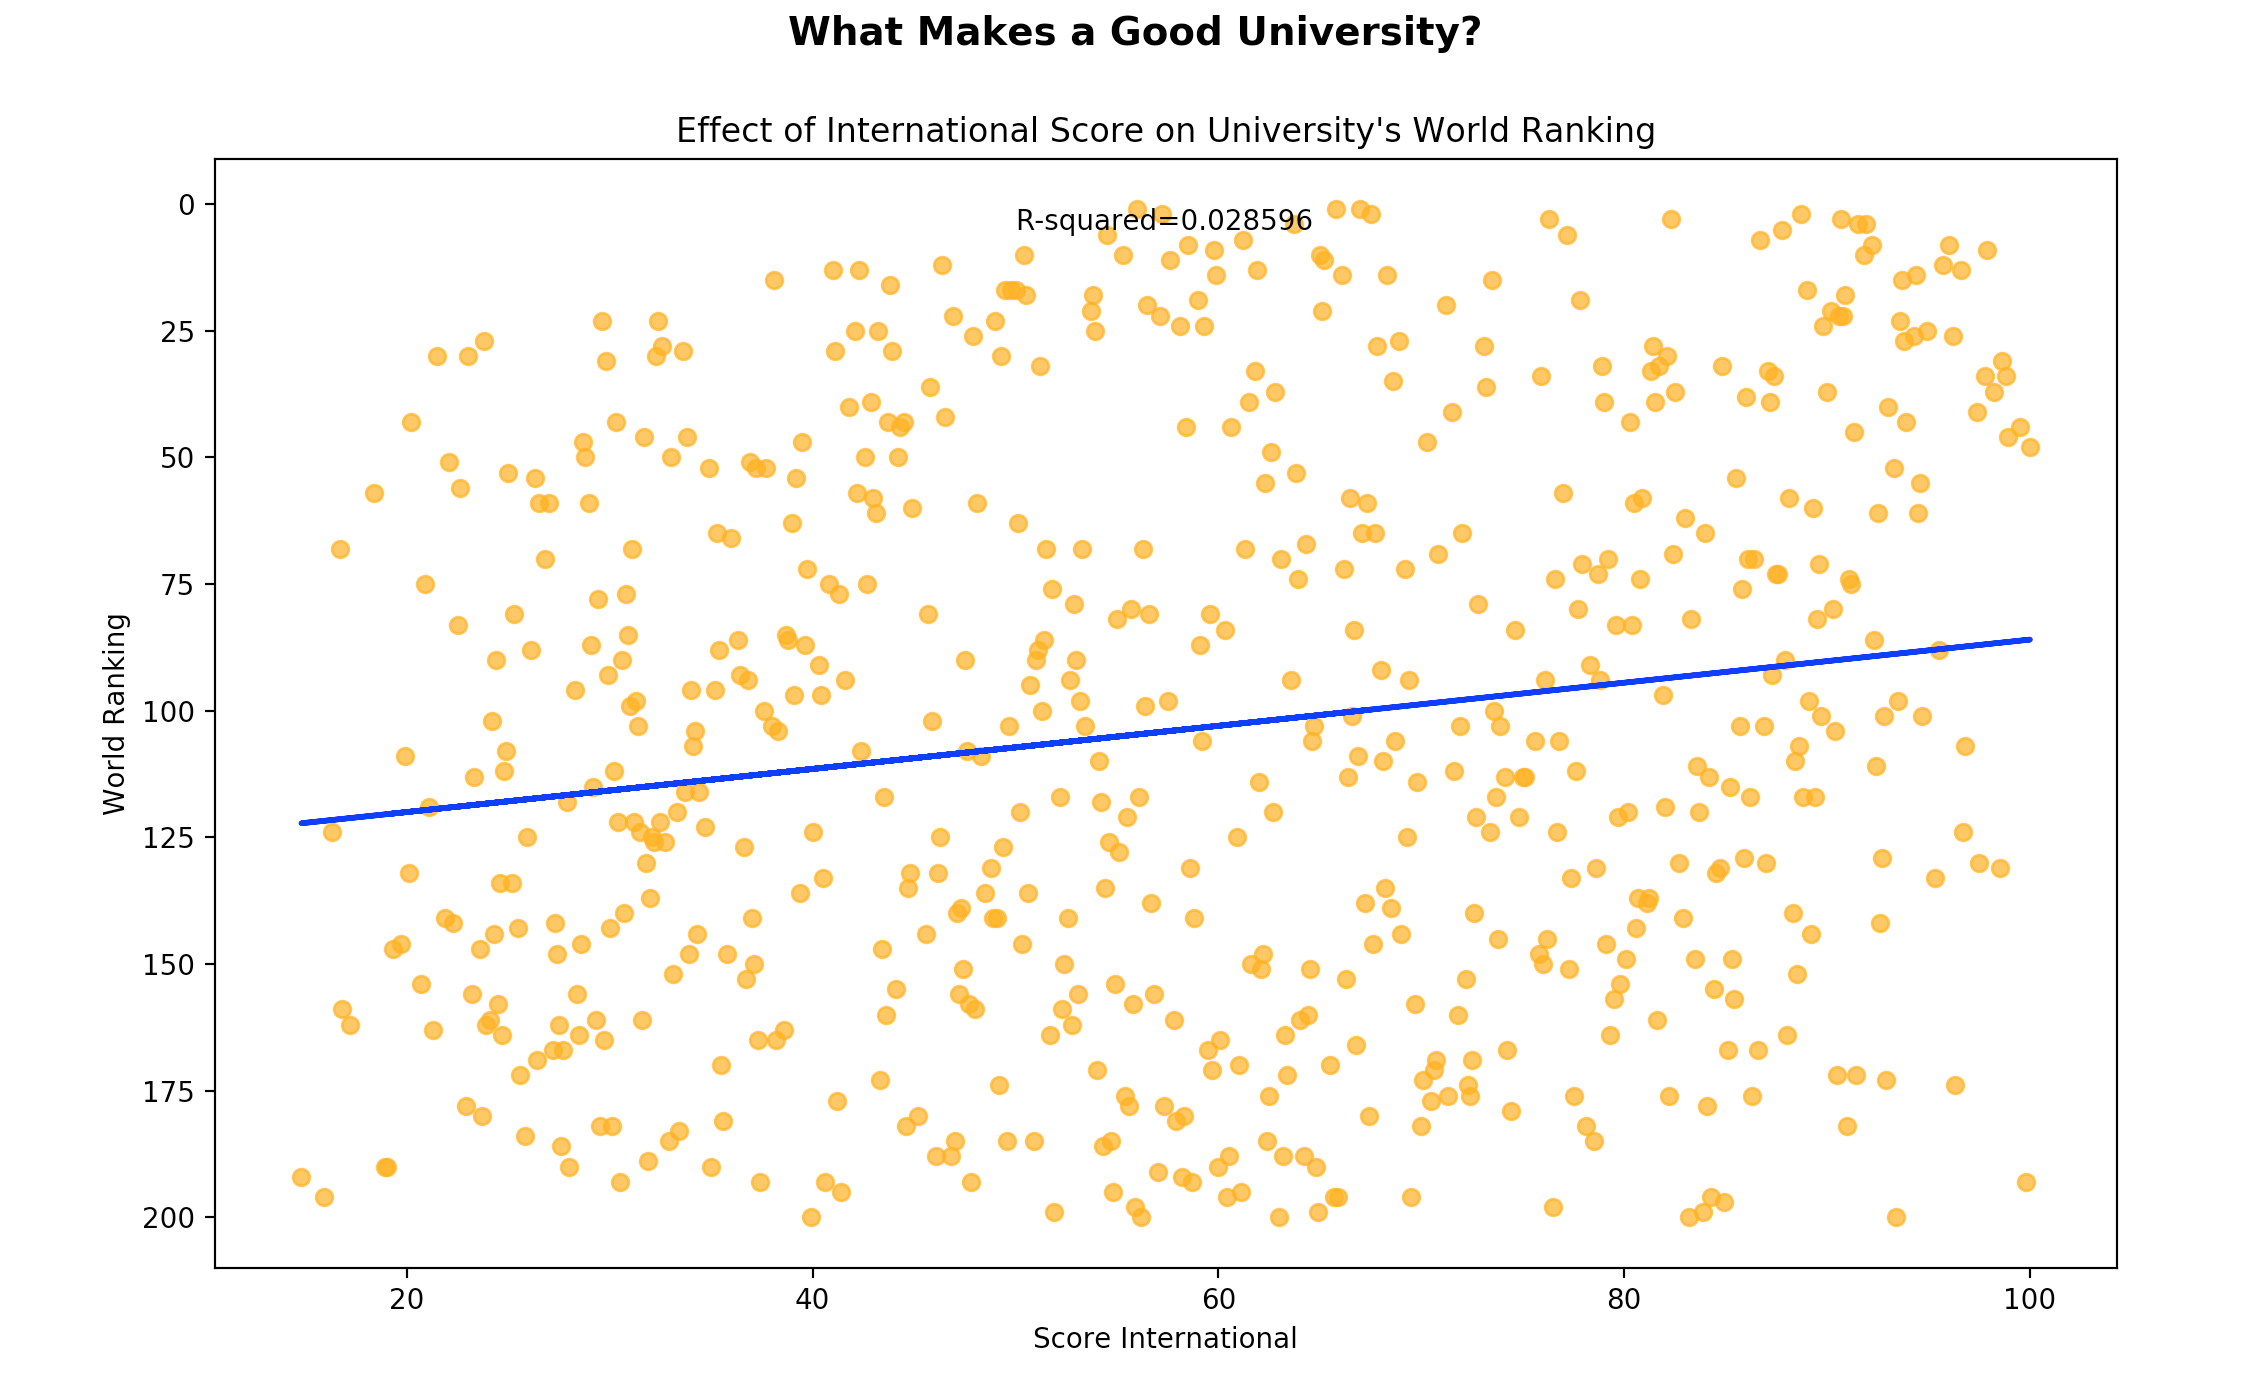 What Makes a Good University?
Effect of International Score on University's World Ranking
R-squared=0.028596
World Ranking
0
25
50
75
100
125
150
175
200
20
40
60
80
100
Score International